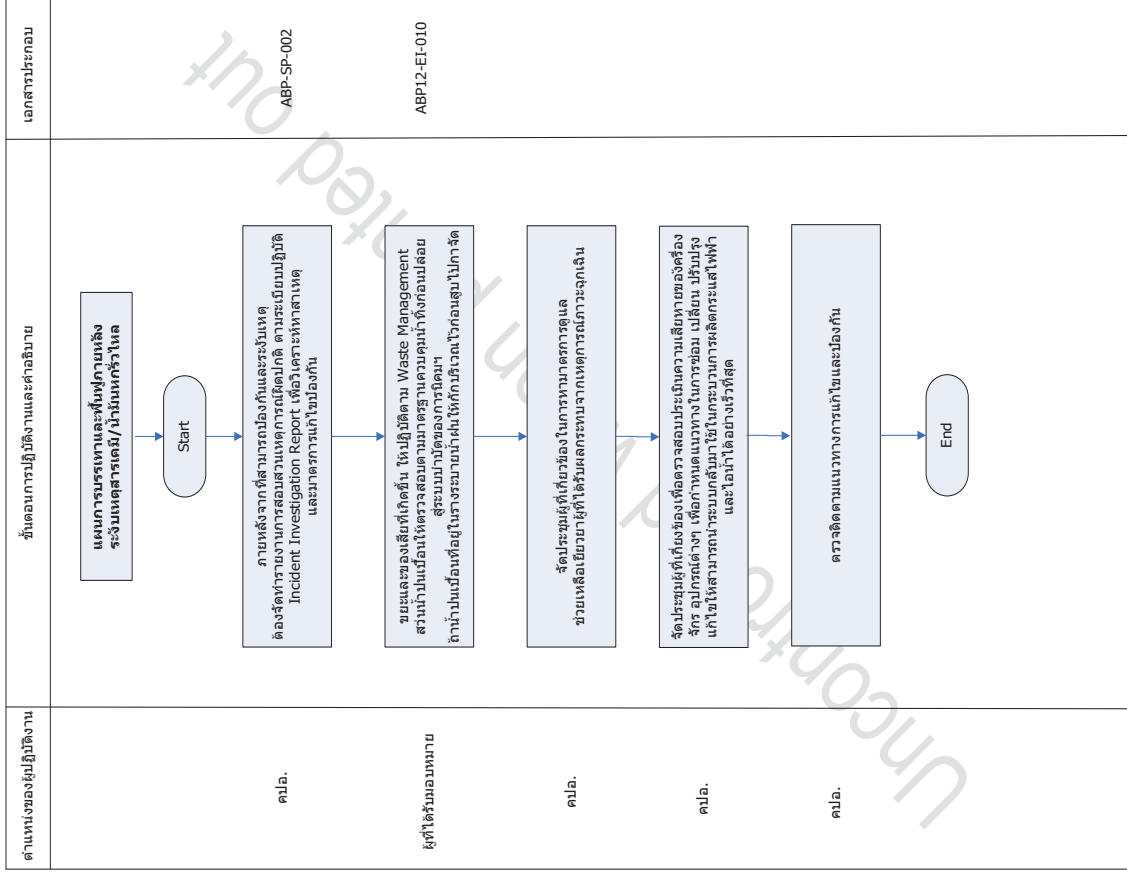 ตำแหน่งของผู้ปฏิบัติงาน
ขั้นตอนการปฏิบัติงานและคำอธิบาย
เอกสารประกอบ
แผนการบรรเทาและฟื้นฟูภายหลัง
ระงับเหตุสารเคมี/น้ำมันหกรั่วไหล
Start
คปอ.
ภายหลังจากที่สามารถป้องกันและระงับเหตุ
ต้องจัดทำรายงานการสอบสวนเหตุการณ์ผิดปกติ ตามระเบียบปฏิบัติ
Incident Investigation Report เพื่อวิเคราะห์หาสาเหตุ
และมาตรการแก้ไขป้องกัน
ABP-SP-002
ผู้ที่ได้รับมอบหมาย
ขยะและของเสียที่เกิดขึ้น ให้ปฏิบัติตาม Waste Management
ส่วนน้ำปนเปื้อนให้ตรวจสอบตามมาตรฐานควบคุมน้ำทิ้งก่อนปล่อย
สู่ระบบบำบัดของการนิคมฯ
ถ้าน้ำปนเปื้อนที่อยู่ในรางระบายน้ำฝนให้กักบริเวณไว้ก่อนสูบไปกาจัด
ABP12-EI-010
คปอ.
จัดประชุมผู้ที่เกี่ยวข้องในการหามาตรการดูแล
ช่วยเหลือเยียวยาผู้ที่ได้รับผลกระทบจากเหตุการณ์ภาวะฉุกเฉิน
คปอ.
จัดประชุมผู้ที่เกี่ยงข้องเพื่อตรวจสอบประเมินความเสียหายของเครื่อง
จักร อุปกรณ์ต่างๆ เพื่อกำหนดแนวทางในการซ่อม เปลี่ยน ปรับปรุง
แก้ไขให้สามารถนำระบบกลับมาใช้ในกระบวนการผลิตกระแสไฟฟ้า
และไอน้ำได้อย่างเร็วที่สุด
คปอ.
ตรวจติดตามแนวทางการแก้ไขและป้องกัน
End